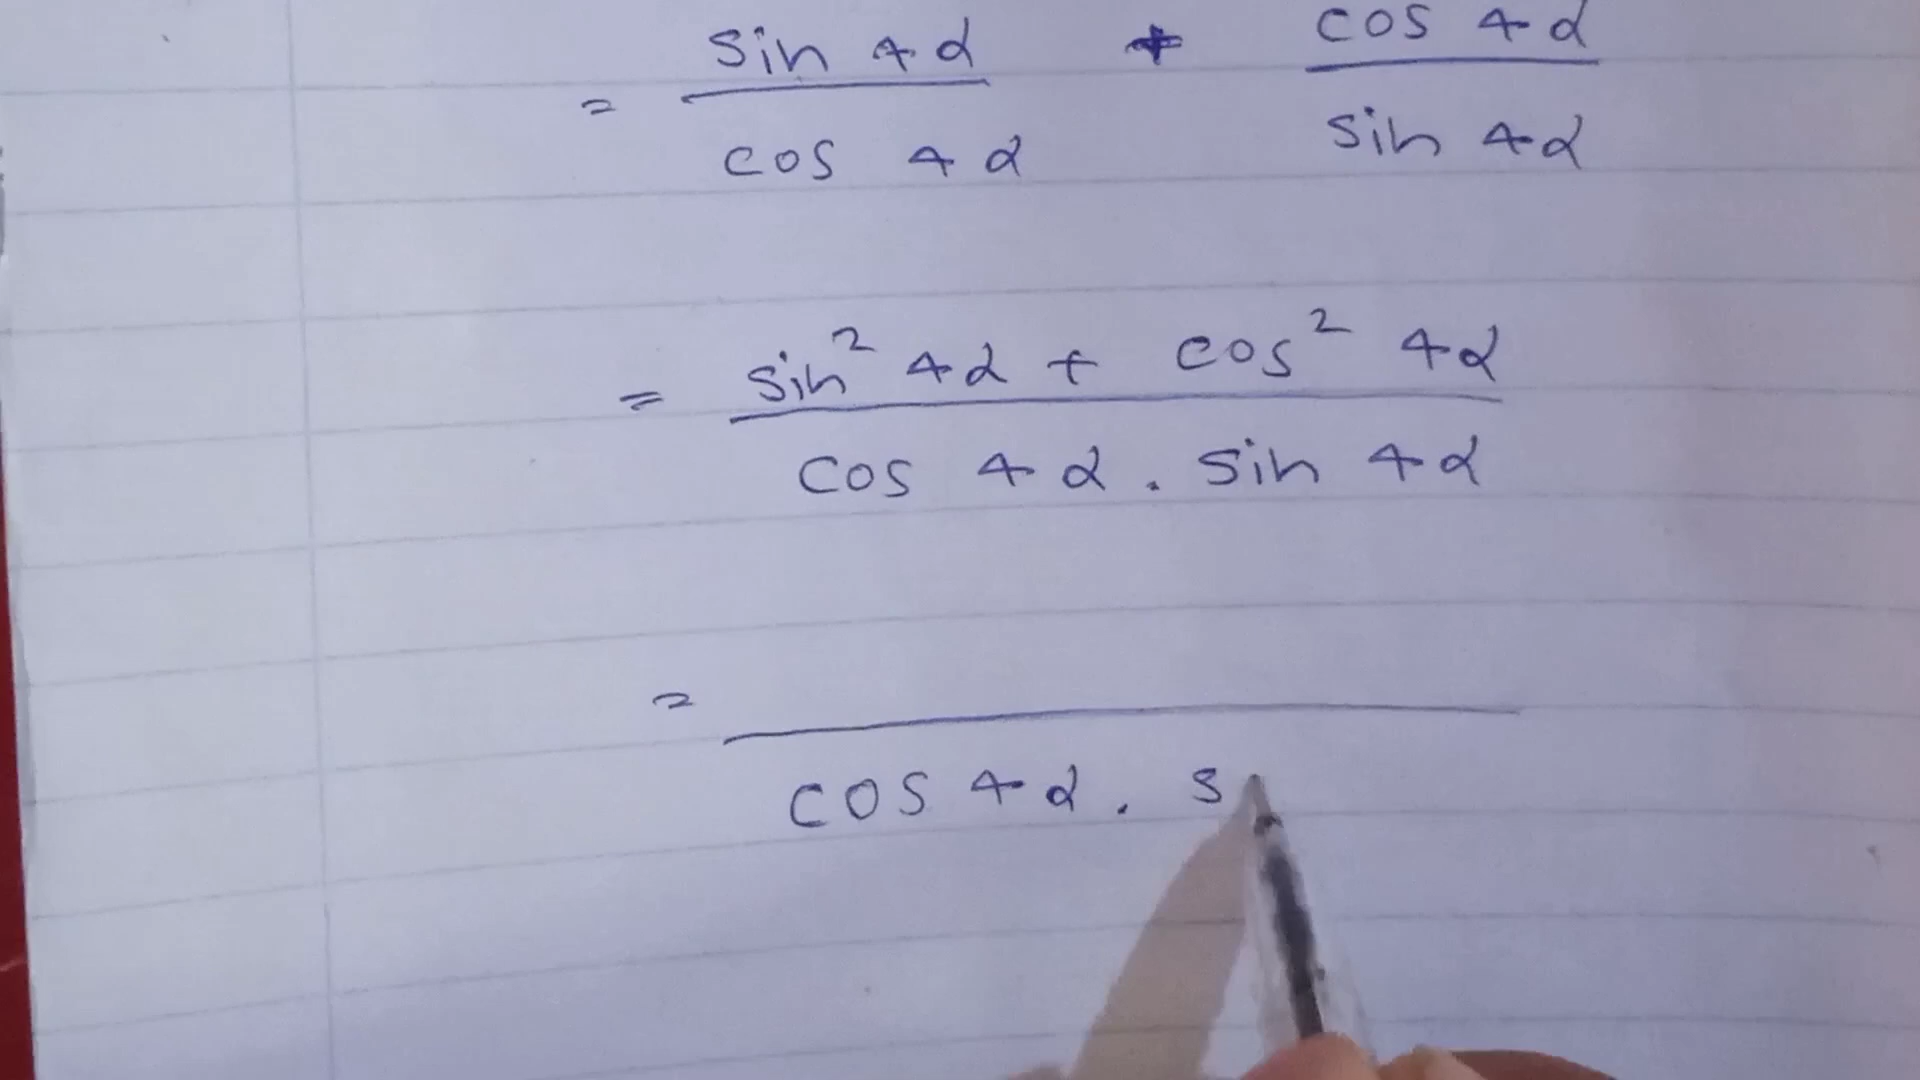 = sin 4α / cos 4α + cos 4α / sin 4α
= sin² 4α + cos² 4α / cos 4α . sin 4α
= / cos 4α . s